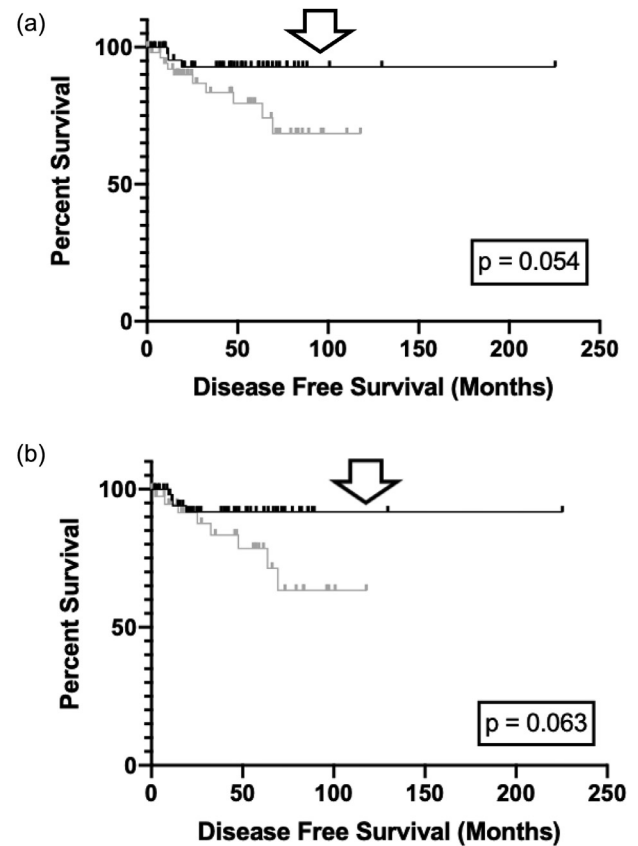 (a)
100
50
0
Percent Survival
p = 0.054
0 50 100 150 200 250
Disease Free Survival (Months)
(b)
100
50
0
Percent Survival
p = 0.063
0 50 100 150 200 250
Disease Free Survival (Months)